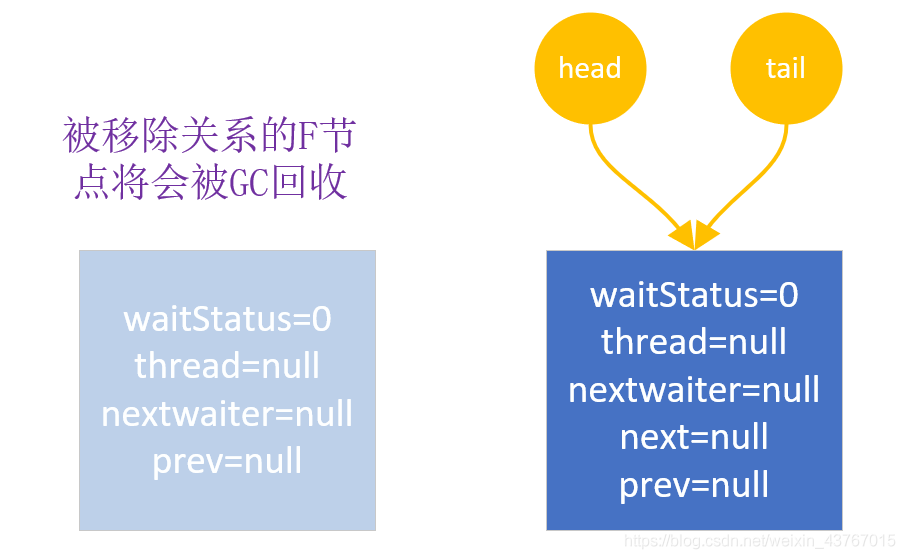 head
tail
被移除关系的F节
点将会被GC回收
waitStatus=0
thread=null
nextwaiter=null
prev=null
waitStatus=0
thread=null
nextwaiter=null
next=null
prev=null
https://blog.csdn.net/weixin_43767015